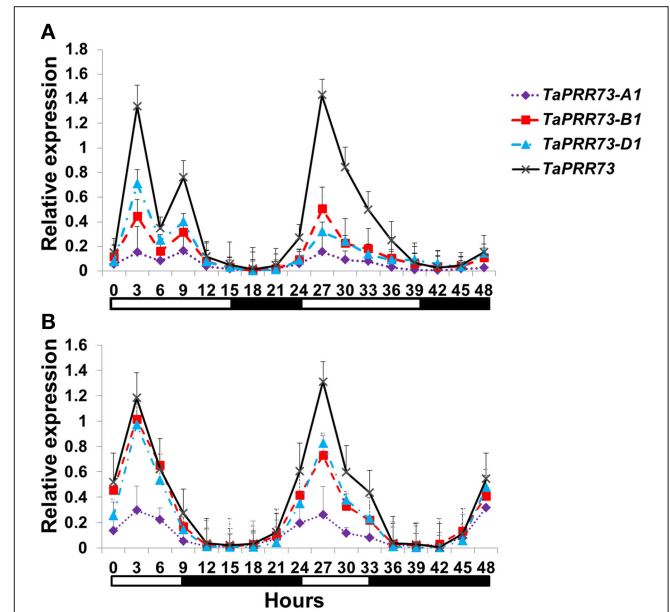 A
Relative expression
1.8
1.6
1.4
1.2
1
0.8
0.6
0.4
0.2
0
0 3 6 9 12 15 18 21 24 27 30 33 36 39 42 45 48
TaPRR73-A1
TaPRR73-B1
TaPRR73-D1
TaPRR73
B
Relative expression
1.6
1.4
1.2
1
0.8
0.6
0.4
0.2
0
0 3 6 9 12 15 18 21 24 27 30 33 36 39 42 45 48
Hours